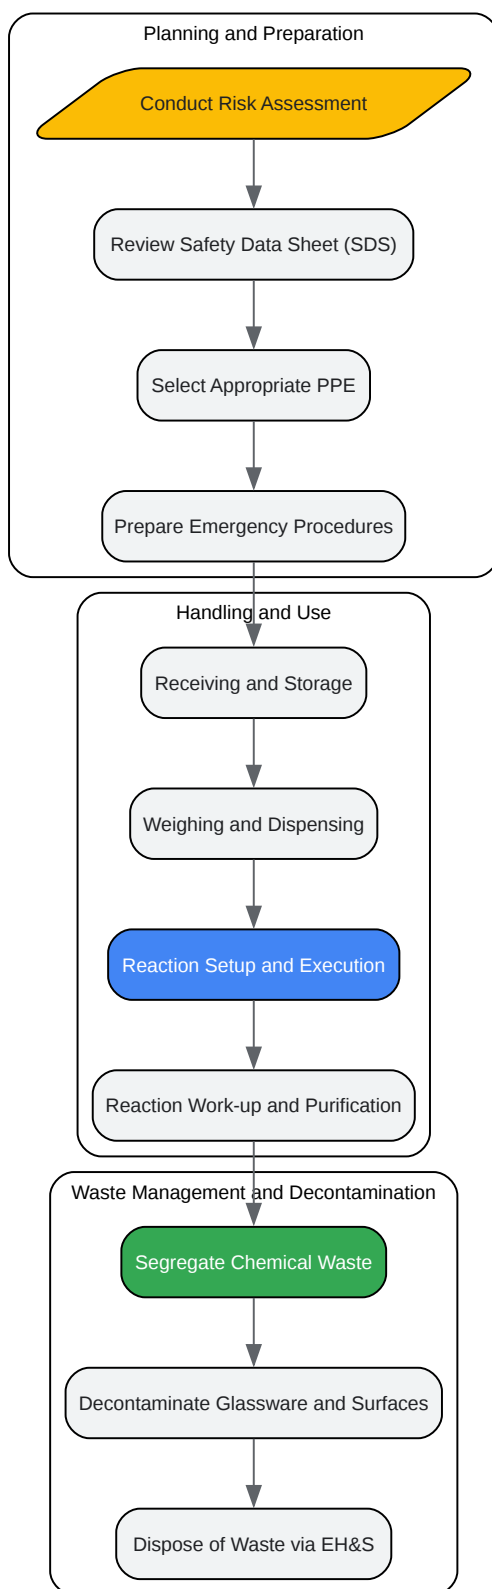 Planning and Preparation
Conduct Risk Assessment
Review Safety Data Sheet (SDS)
Select Appropriate PPE
Prepare Emergency Procedures
Handling and Use
Receiving and Storage
Weighing and Dispensing
Reaction Setup and Execution
Reaction Work-up and Purification
Waste Management and Decontamination
Segregate Chemical Waste
Decontaminate Glassware and Surfaces
Dispose of Waste via EH&S